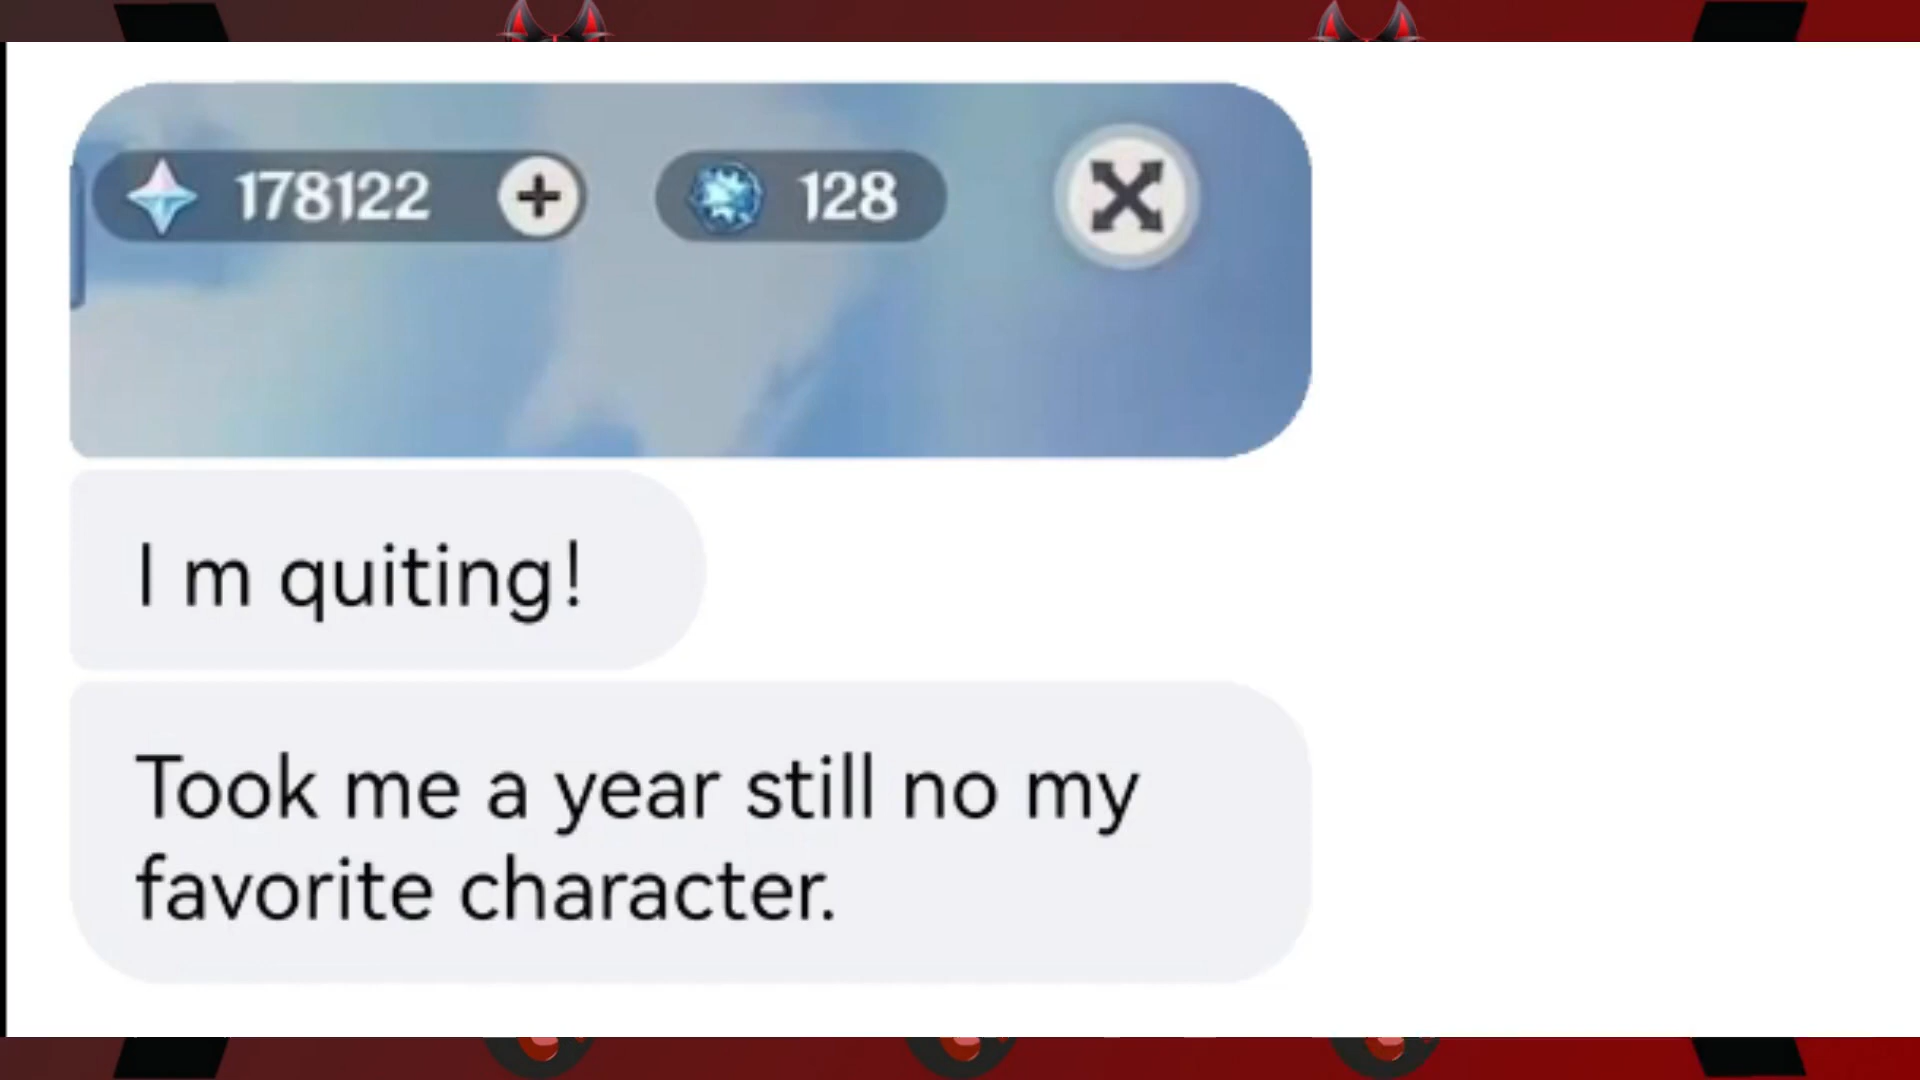 178122 + 128
I m quiting!
Took me a year still no my
favorite character.